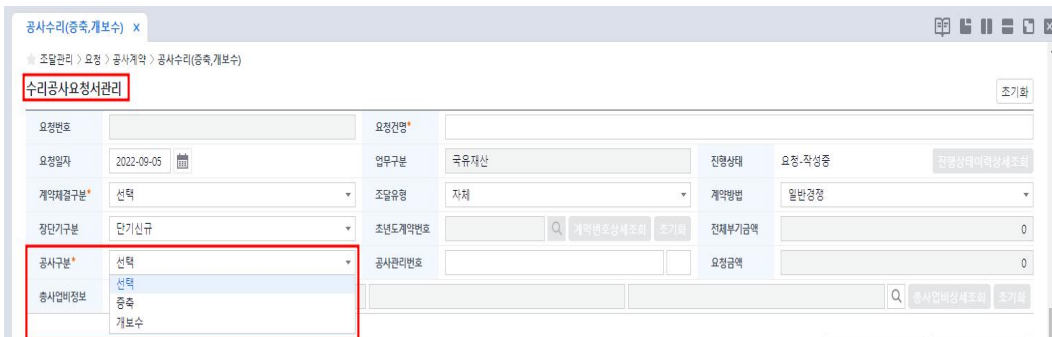 공사수리(증축,개보수) x
조달관리 > 요청 > 공사계약 > 공사수리(증축,개보수)
수리공사요청서관리 초기화
요청번호 요청건명*
요청일자 2022-09-05 업무구분 국유재산 진행상태 요청-작성중 진행상태이력상세조회
계약체결구분* 선택 조달유형 자체 계약방법 일반경쟁
장단기구분 단기신규 초년도계약번호 계약번호상세조회 초기화 전체부기금액 0
공사구분* 선택 공사관리번호 요청금액 0
선택
총사업비정보 증축 총사업비상세조회 초기화
개보수